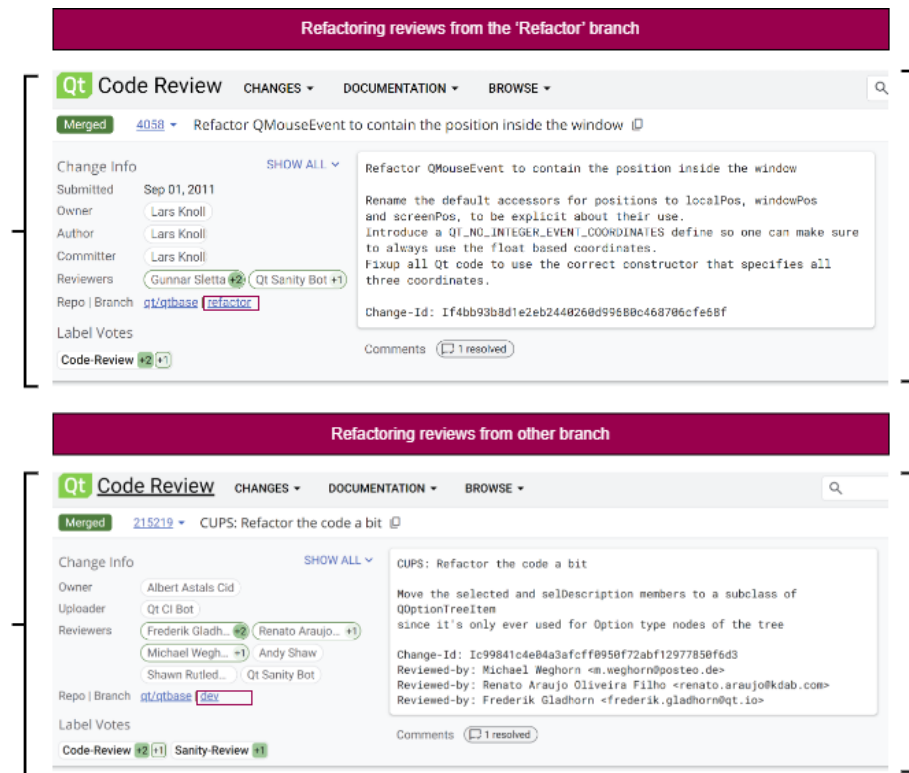 Refactoring reviews from the 'Refactor' branch
Qt Code Review CHANGES DOCUMENTATION BROWSE
Merged 4058 Refactor QMouseEvent to contain the position inside the window
Change Info SHOW ALL
Submitted Sep 01, 2011
Owner Lars Knoll
Author Lars Knoll
Committer Lars Knoll
Reviewers Gunnar Sletta +2 Qt Sanity Bot +1
Repo | Branch qt/qtbase | refactor
Label Votes
Code-Review +2 +1
Refactor QMouseEvent to contain the position inside the window
Rename the default accessors for positions to localPos, windowPos
and screenPos, to be explicit about their use.
Introduce a QT_NO_INTEGER_EVENT_COORDINATES define so one can make sure
to always use the float based coordinates.
Fixup all Qt code to use the correct constructor that specifies all
three coordinates.
Change-Id: If4bb93b8d1e2eb2440260d99680c468706cfe68f
Comments 1 resolved
Refactoring reviews from other branch
Qt Code Review CHANGES DOCUMENTATION BROWSE
Merged 215219 CUPS: Refactor the code a bit
Change Info SHOW ALL
Owner Albert Astals Cid
Uploader Qt CI Bot
Reviewers Frederik Gladh... +2 Renato Araujo... +1
Michael Wegh... +1 Andy Shaw
Shawn Rutled... Qt Sanity Bot
Repo | Branch qt/qtbase | dev
Label Votes
Code-Review +2 +1 Sanity-Review +1
CUPS: Refactor the code a bit
Move the selected and selDescription members to a subclass of
QOptionTreeItem
since it's only ever used for Option type nodes of the tree
Change-Id: Ic99841c4e04a3afcff0950f72abf12977850f6d3
Reviewed-by: Michael Weghorn <m.weghorn@posteo.de>
Reviewed-by: Renato Araujo Oliveira Filho <renato.araujo@kdab.com>
Reviewed-by: Frederik Gladhorn <frederik.gladhorn@qt.io>
Comments 1 resolved